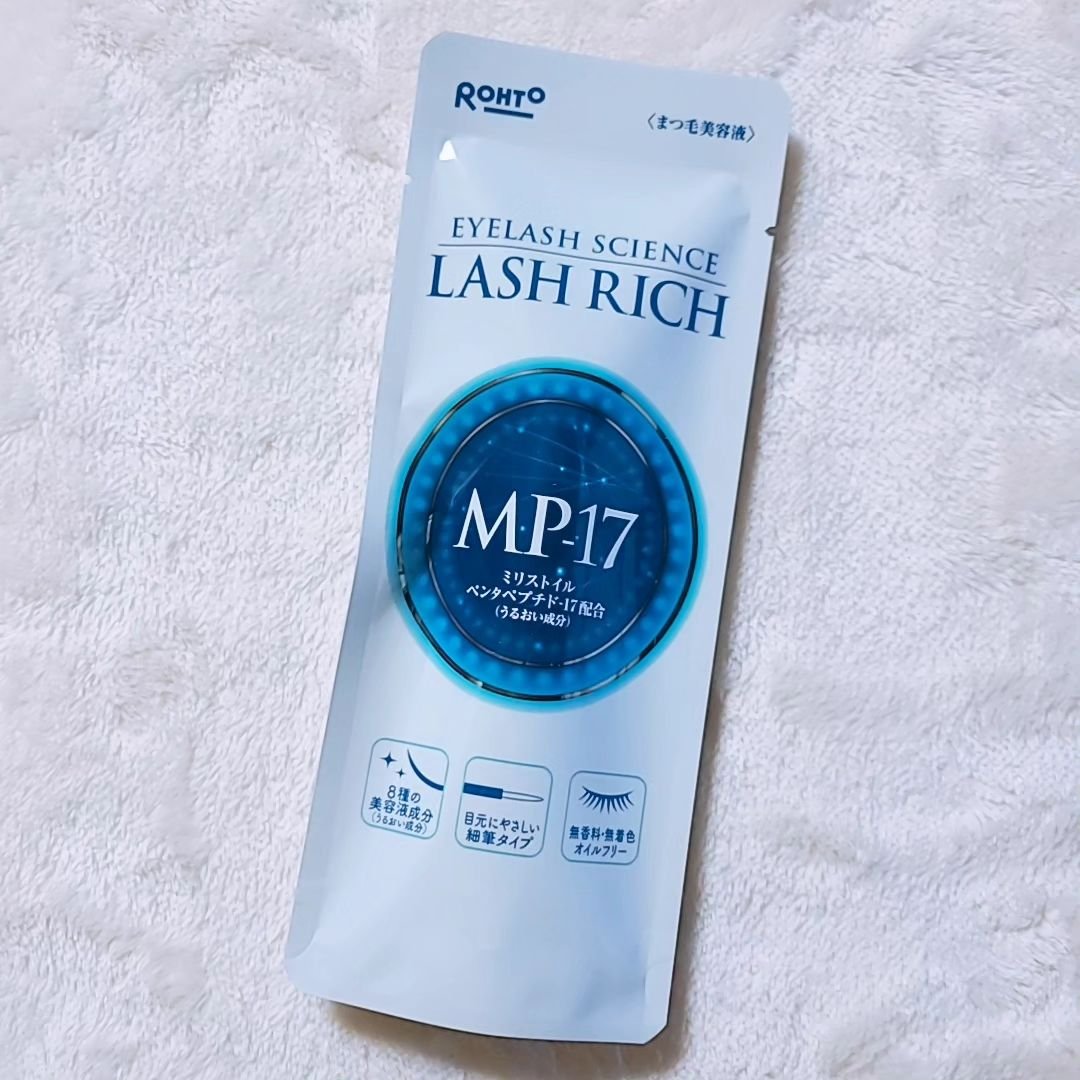 ROHTO
〈まつ毛美容液〉
EYELASH SCIENCE
LASH RICH
MP-17
ミリストイル
ペンタペプチド-17配合
(うるおい成分)
8種の
美容液成分
(うるおい成分)
目元にやさしい
細筆タイプ
無香料・無着色
オイルフリー